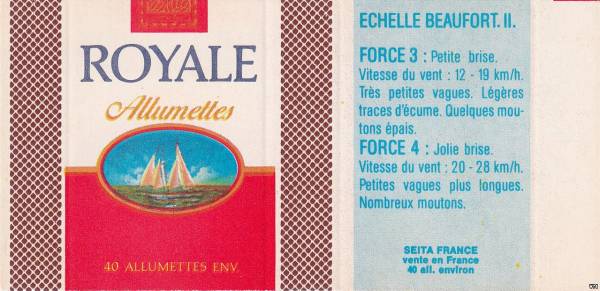 ROYALE
Allumettes
40 ALLUMETTES ENV.
ECHELLE BEAUFORT. II.
FORCE 3 : Petite brise.
Vitesse du vent : 12 - 19 km/h.
Très petites vagues. Légères
traces d'écume. Quelques mou-
tons épais.
FORCE 4 : Jolie brise.
Vitesse du vent : 20 - 28 km/h.
Petites vagues plus longues.
Nombreux moutons.
SEITA FRANCE
vente en France
40 all. environ